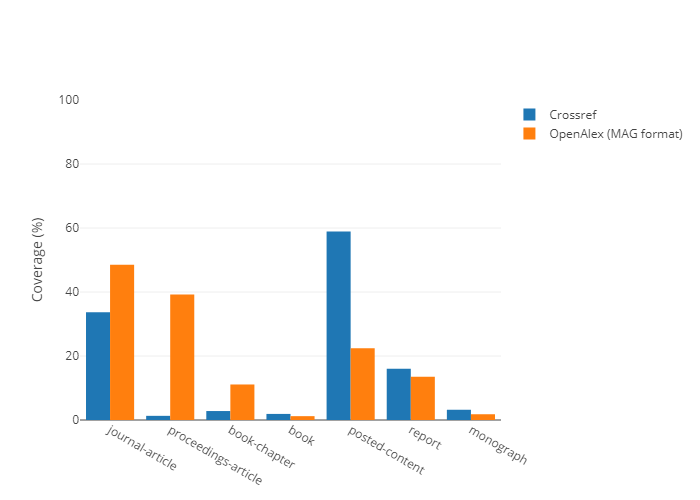 Crossref
OpenAlex (MAG format)
Coverage (%)
100
80
60
40
20
0
journal-article
proceedings-article
book-chapter
book
posted-content
report
monograph